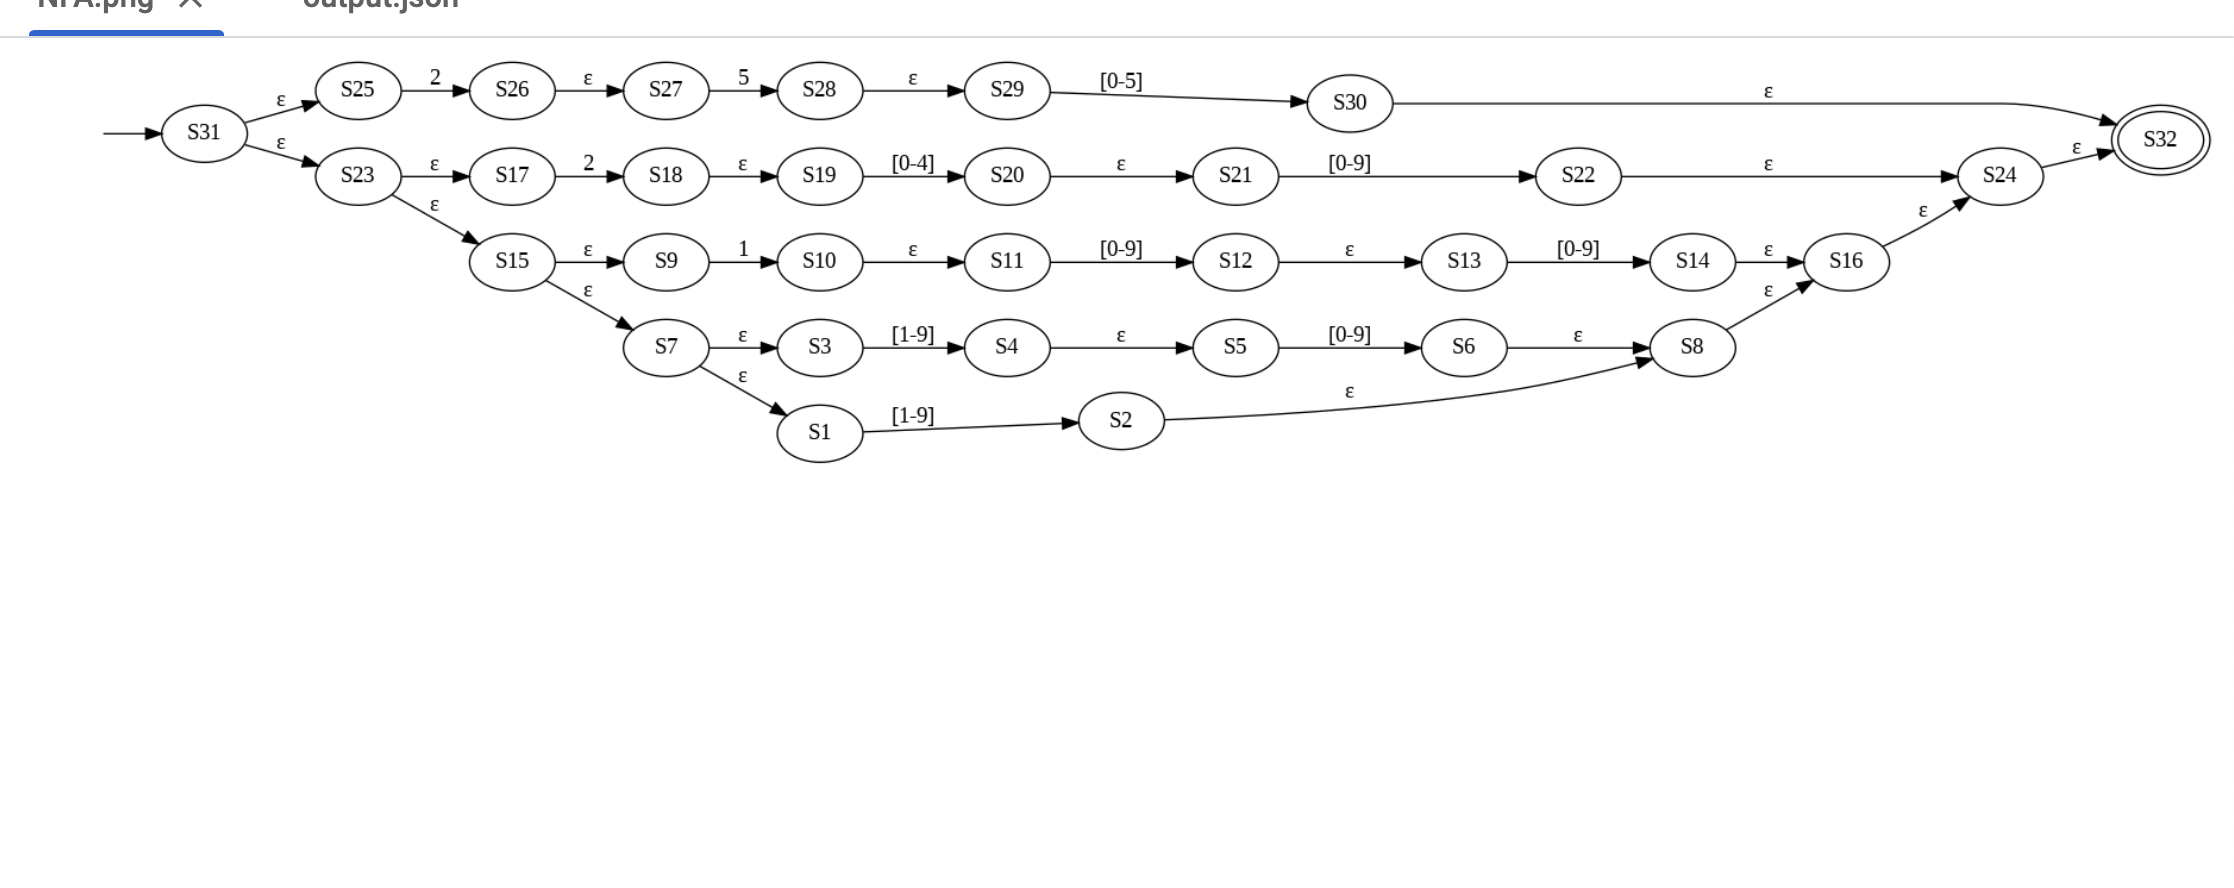 NFA.png × output.json
S25 2 S26 ε S27 5 S28 ε S29 [0-5] S30 ε
S31 ε ε S32
S23 ε S17 2 S18 ε S19 [0-4] S20 ε S21 [0-9] S22 ε S24 ε
ε ε
S15 ε S9 1 S10 ε S11 [0-9] S12 ε S13 [0-9] S14 ε S16
ε ε
S7 ε S3 [1-9] S4 ε S5 [0-9] S6 ε S8
ε ε
S1 [1-9] S2